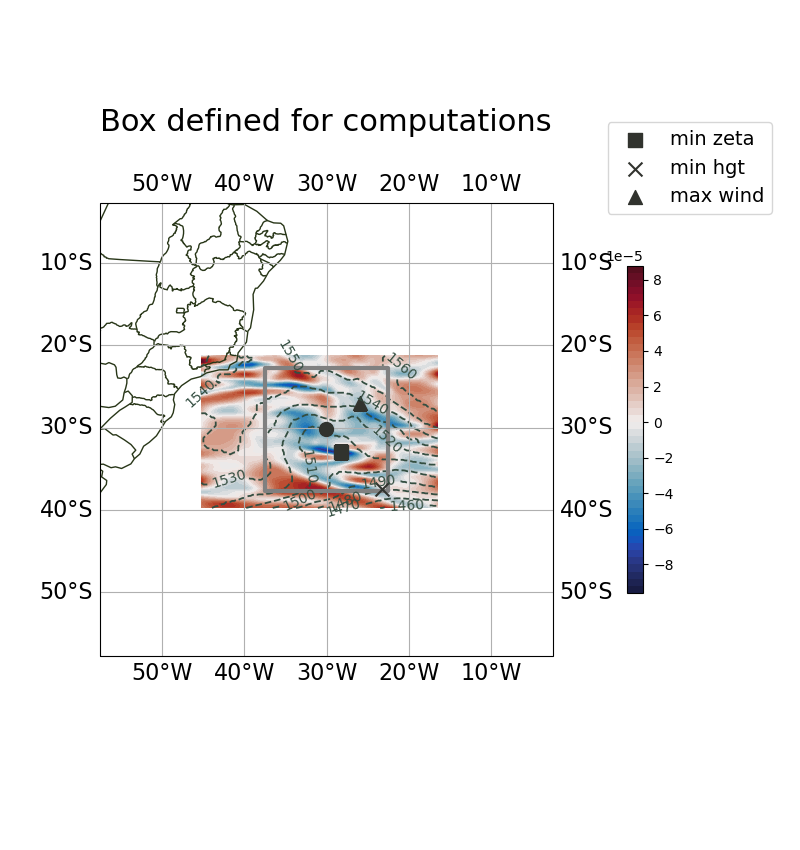 Box defined for computations
min zeta
min hgt
max wind
50°W 40°W 30°W 20°W 10°W
10°S 10°S
1e−5
20°S 20°S
30°S 30°S
40°S 40°S
50°S 50°S
8
6
4
2
0
−2
−4
−6
−8
1550
1560
1540
1540
1520
1510
1530
1490
1500
1480
1470
1460
50°W 40°W 30°W 20°W 10°W